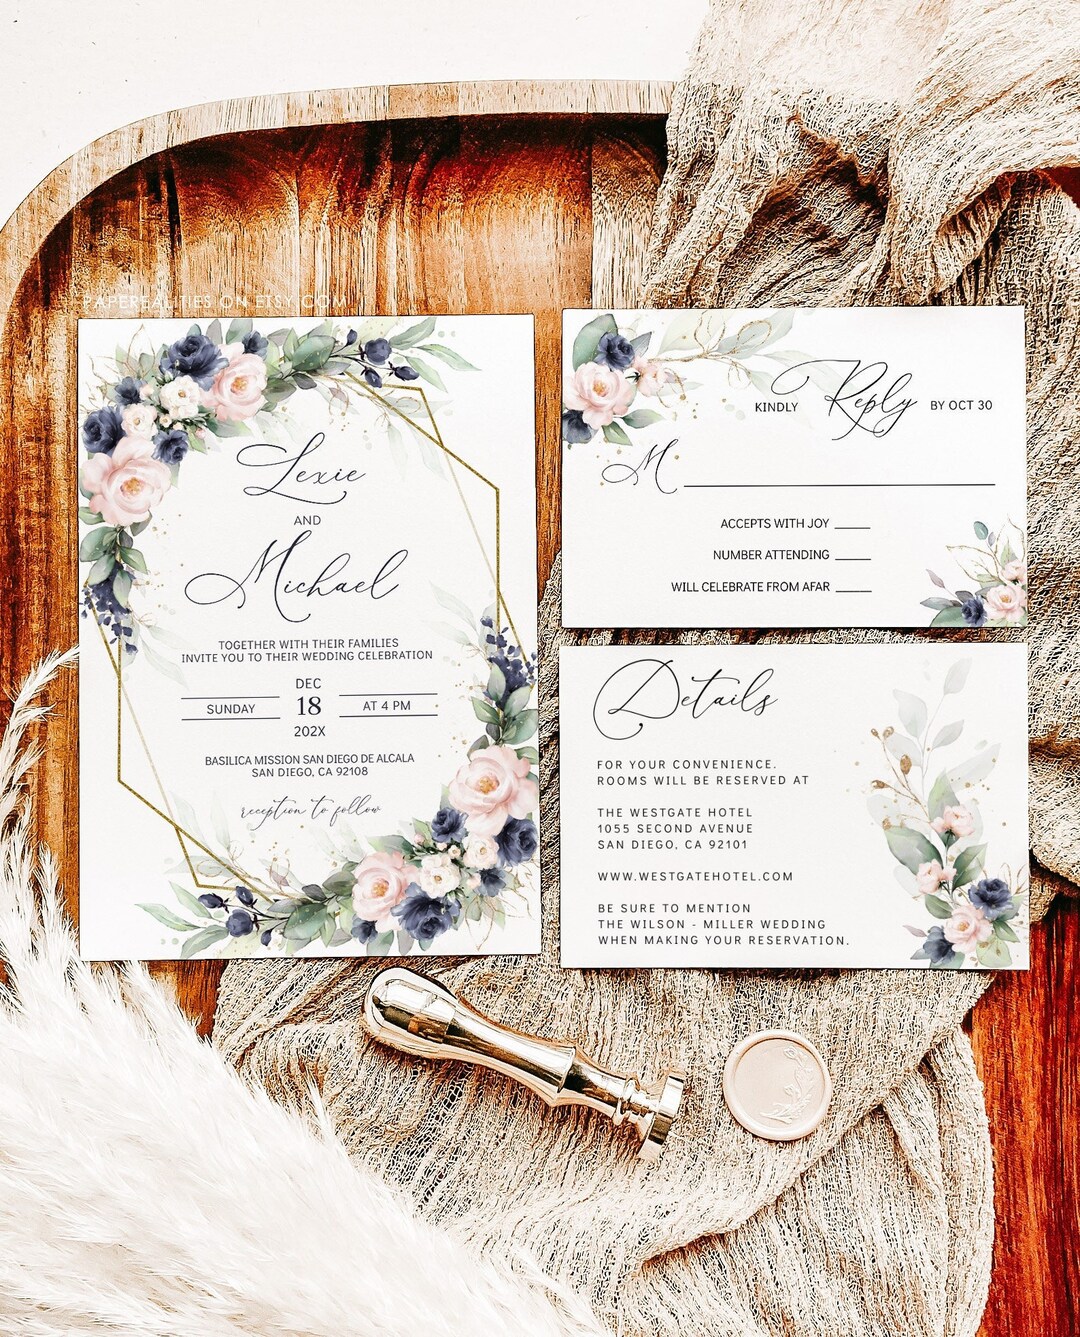 PAPEREALITIES ON ETSY.COM
Lexie
AND
Michael
TOGETHER WITH THEIR FAMILIES
INVITE YOU TO THEIR WEDDING CELEBRATION
DEC
SUNDAY 18 AT 4 PM
202X
BASILICA MISSION SAN DIEGO DE ALCALA
SAN DIEGO, CA 92108
reception to follow
KINDLY Reply BY OCT 30
M
ACCEPTS WITH JOY
NUMBER ATTENDING
WILL CELEBRATE FROM AFAR
Details
FOR YOUR CONVENIENCE.
ROOMS WILL BE RESERVED AT
THE WESTGATE HOTEL
1055 SECOND AVENUE
SAN DIEGO, CA 92101
WWW.WESTGATEHOTEL.COM
BE SURE TO MENTION
THE WILSON - MILLER WEDDING
WHEN MAKING YOUR RESERVATION.